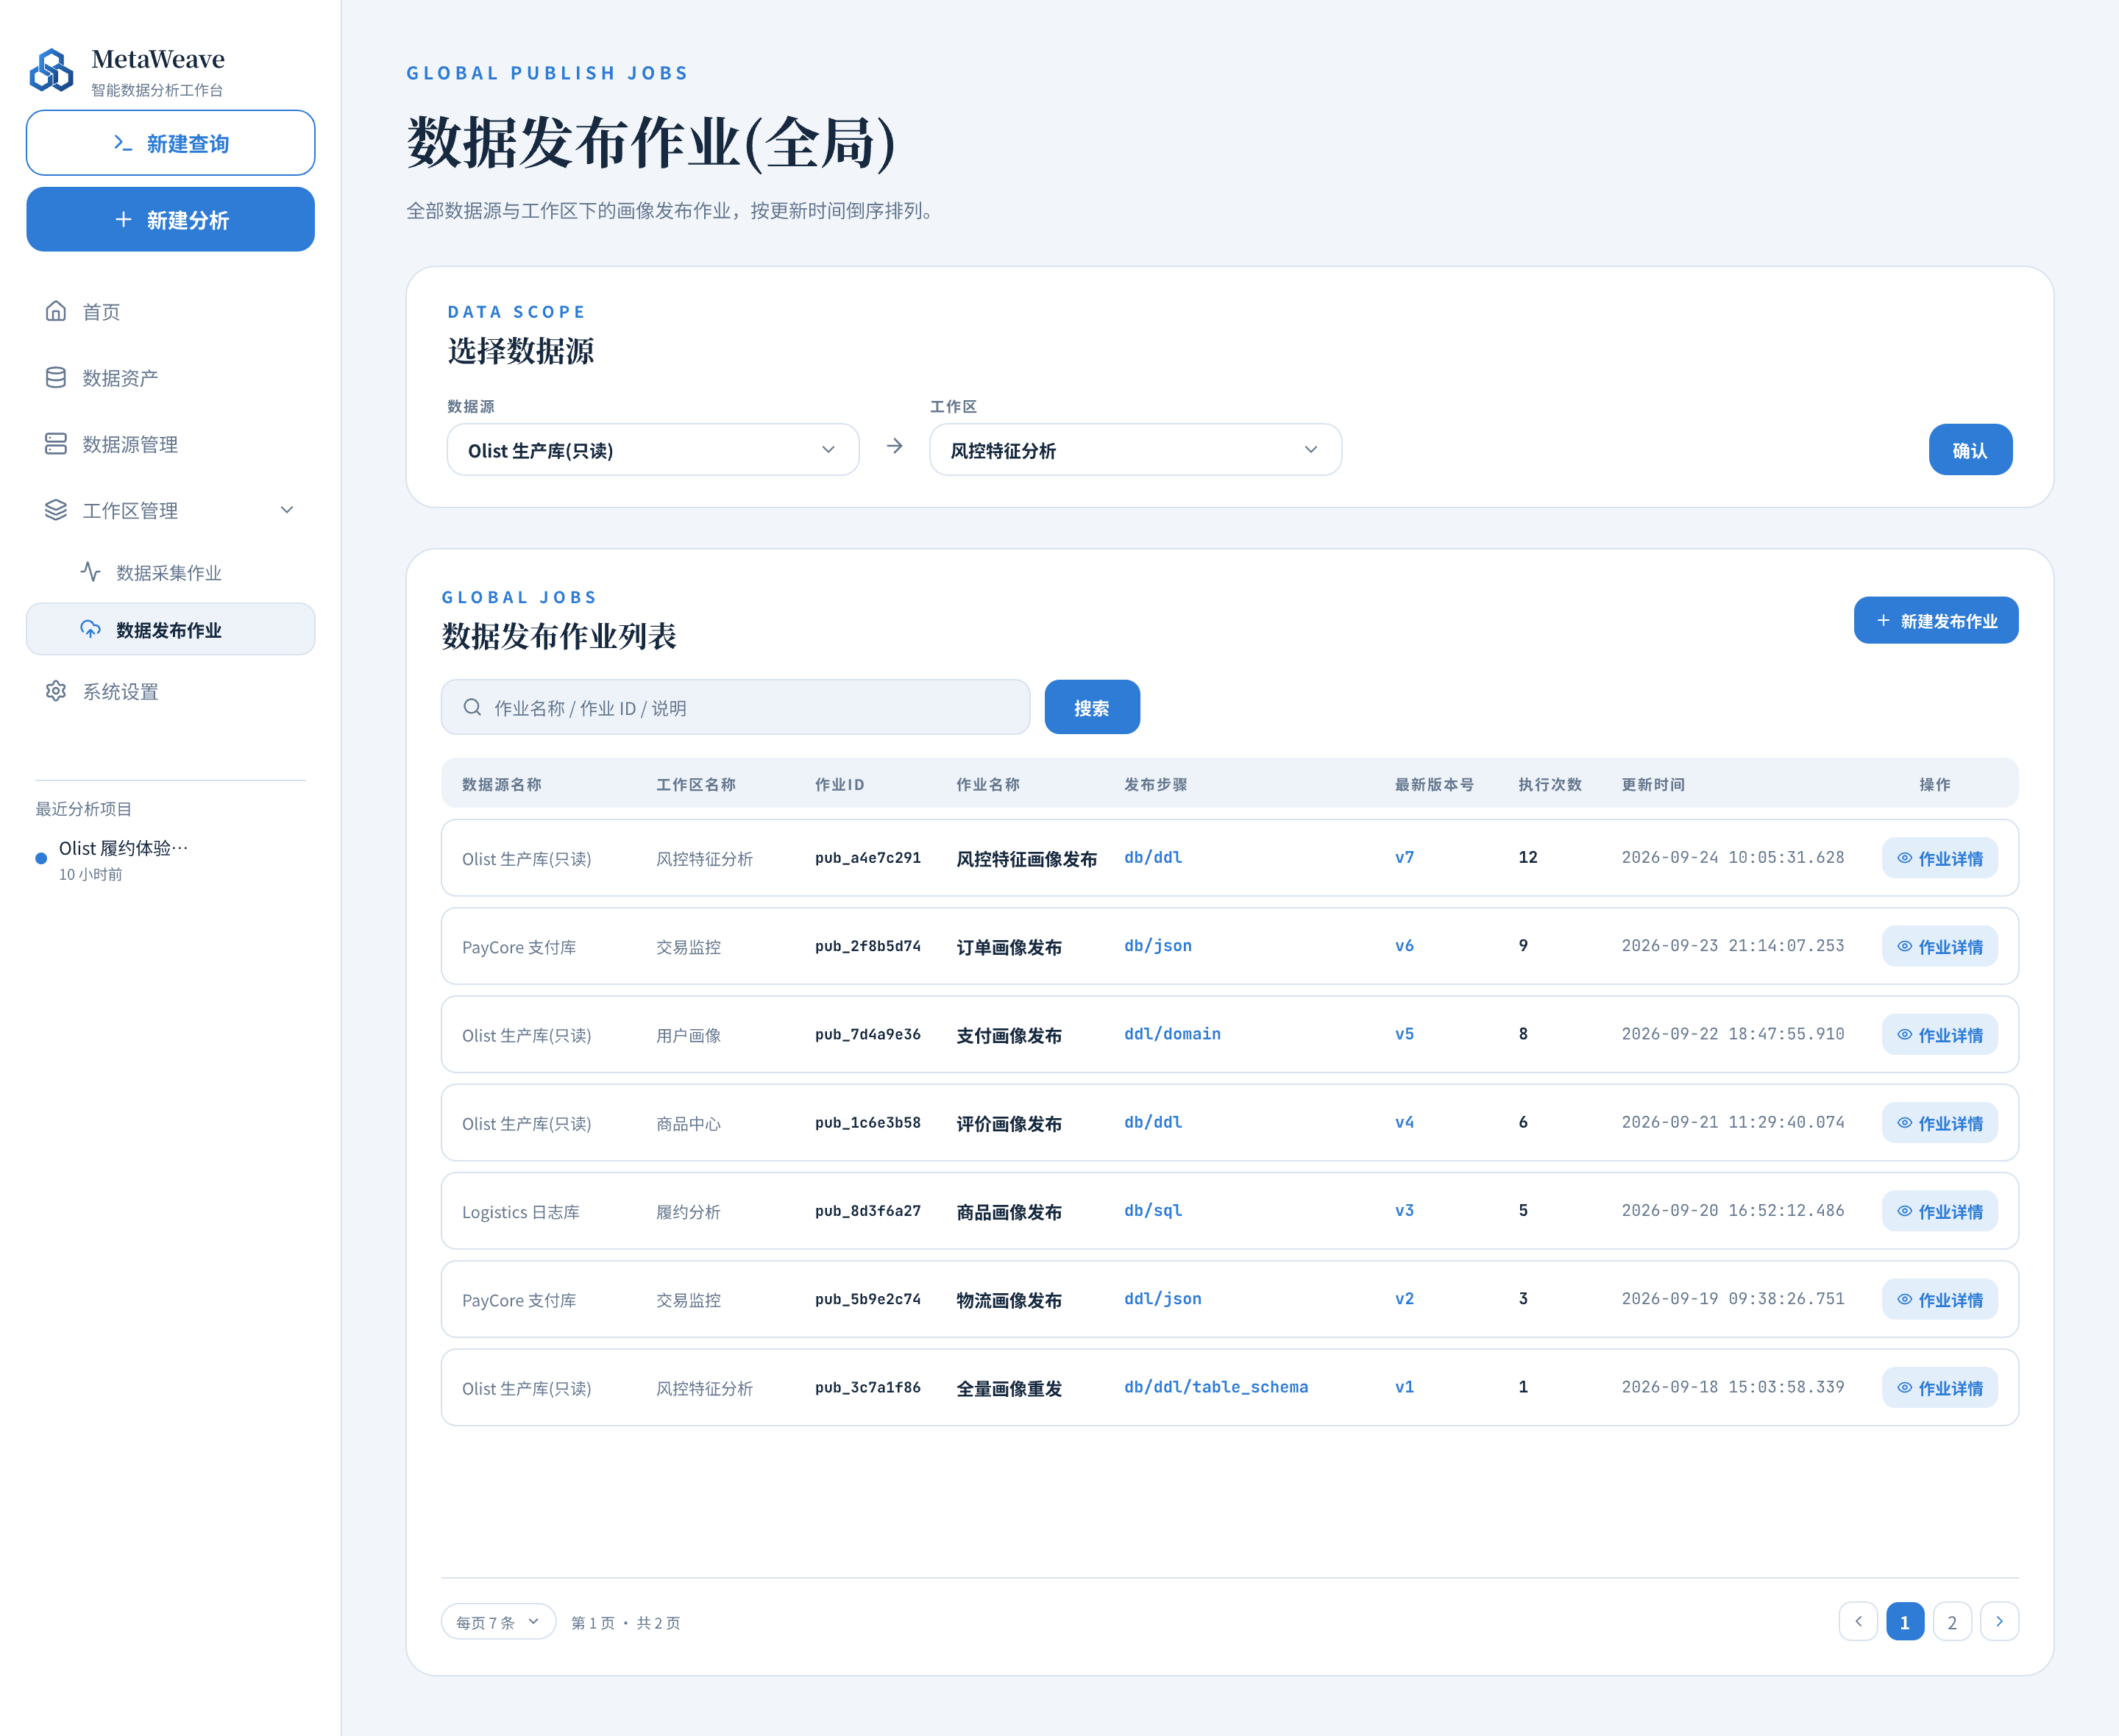 MetaWeave
智能数据分析工作台
新建查询
新建分析
首页
数据资产
数据源管理
工作区管理
数据采集作业
数据发布作业
系统设置
最近分析项目
Olist 履约体验…
10 小时前
GLOBAL PUBLISH JOBS
数据发布作业(全局)
全部数据源与工作区下的画像发布作业，按更新时间倒序排列。
DATA SCOPE
选择数据源
数据源 工作区
Olist 生产库(只读) → 风控特征分析 确认
GLOBAL JOBS
数据发布作业列表
新建发布作业
作业名称 / 作业 ID / 说明 搜索
数据源名称 工作区名称 作业ID 作业名称 发布步骤 最新版本号 执行次数 更新时间 操作
Olist 生产库(只读) 风控特征分析 pub_a4e7c291 风控特征画像发布 db/ddl v7 12 2026-09-24 10:05:31.628 作业详情
PayCore 支付库 交易监控 pub_2f8b5d74 订单画像发布 db/json v6 9 2026-09-23 21:14:07.253 作业详情
Olist 生产库(只读) 用户画像 pub_7d4a9e36 支付画像发布 ddl/domain v5 8 2026-09-22 18:47:55.910 作业详情
Olist 生产库(只读) 商品中心 pub_1c6e3b58 评价画像发布 db/ddl v4 6 2026-09-21 11:29:40.074 作业详情
Logistics 日志库 履约分析 pub_8d3f6a27 商品画像发布 db/sql v3 5 2026-09-20 16:52:12.486 作业详情
PayCore 支付库 交易监控 pub_5b9e2c74 物流画像发布 ddl/json v2 3 2026-09-19 09:38:26.751 作业详情
Olist 生产库(只读) 风控特征分析 pub_3c7a1f86 全量画像重发 db/ddl/table_schema v1 1 2026-09-18 15:03:58.339 作业详情
每页 7 条 第 1 页 · 共 2 页 1 2